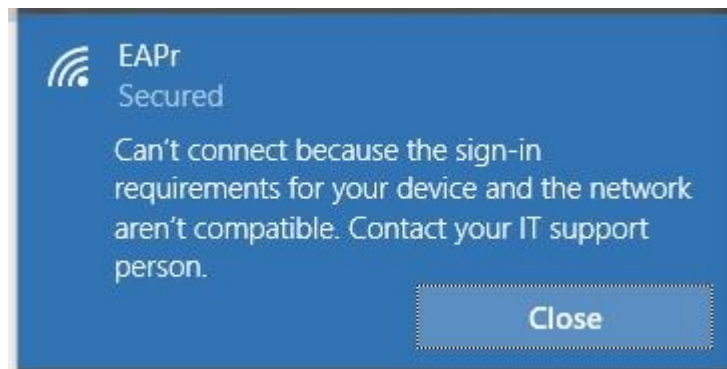 EAPr
Secured
Can't connect because the sign-in
requirements for your device and the network
aren't compatible. Contact your IT support
person.
Close